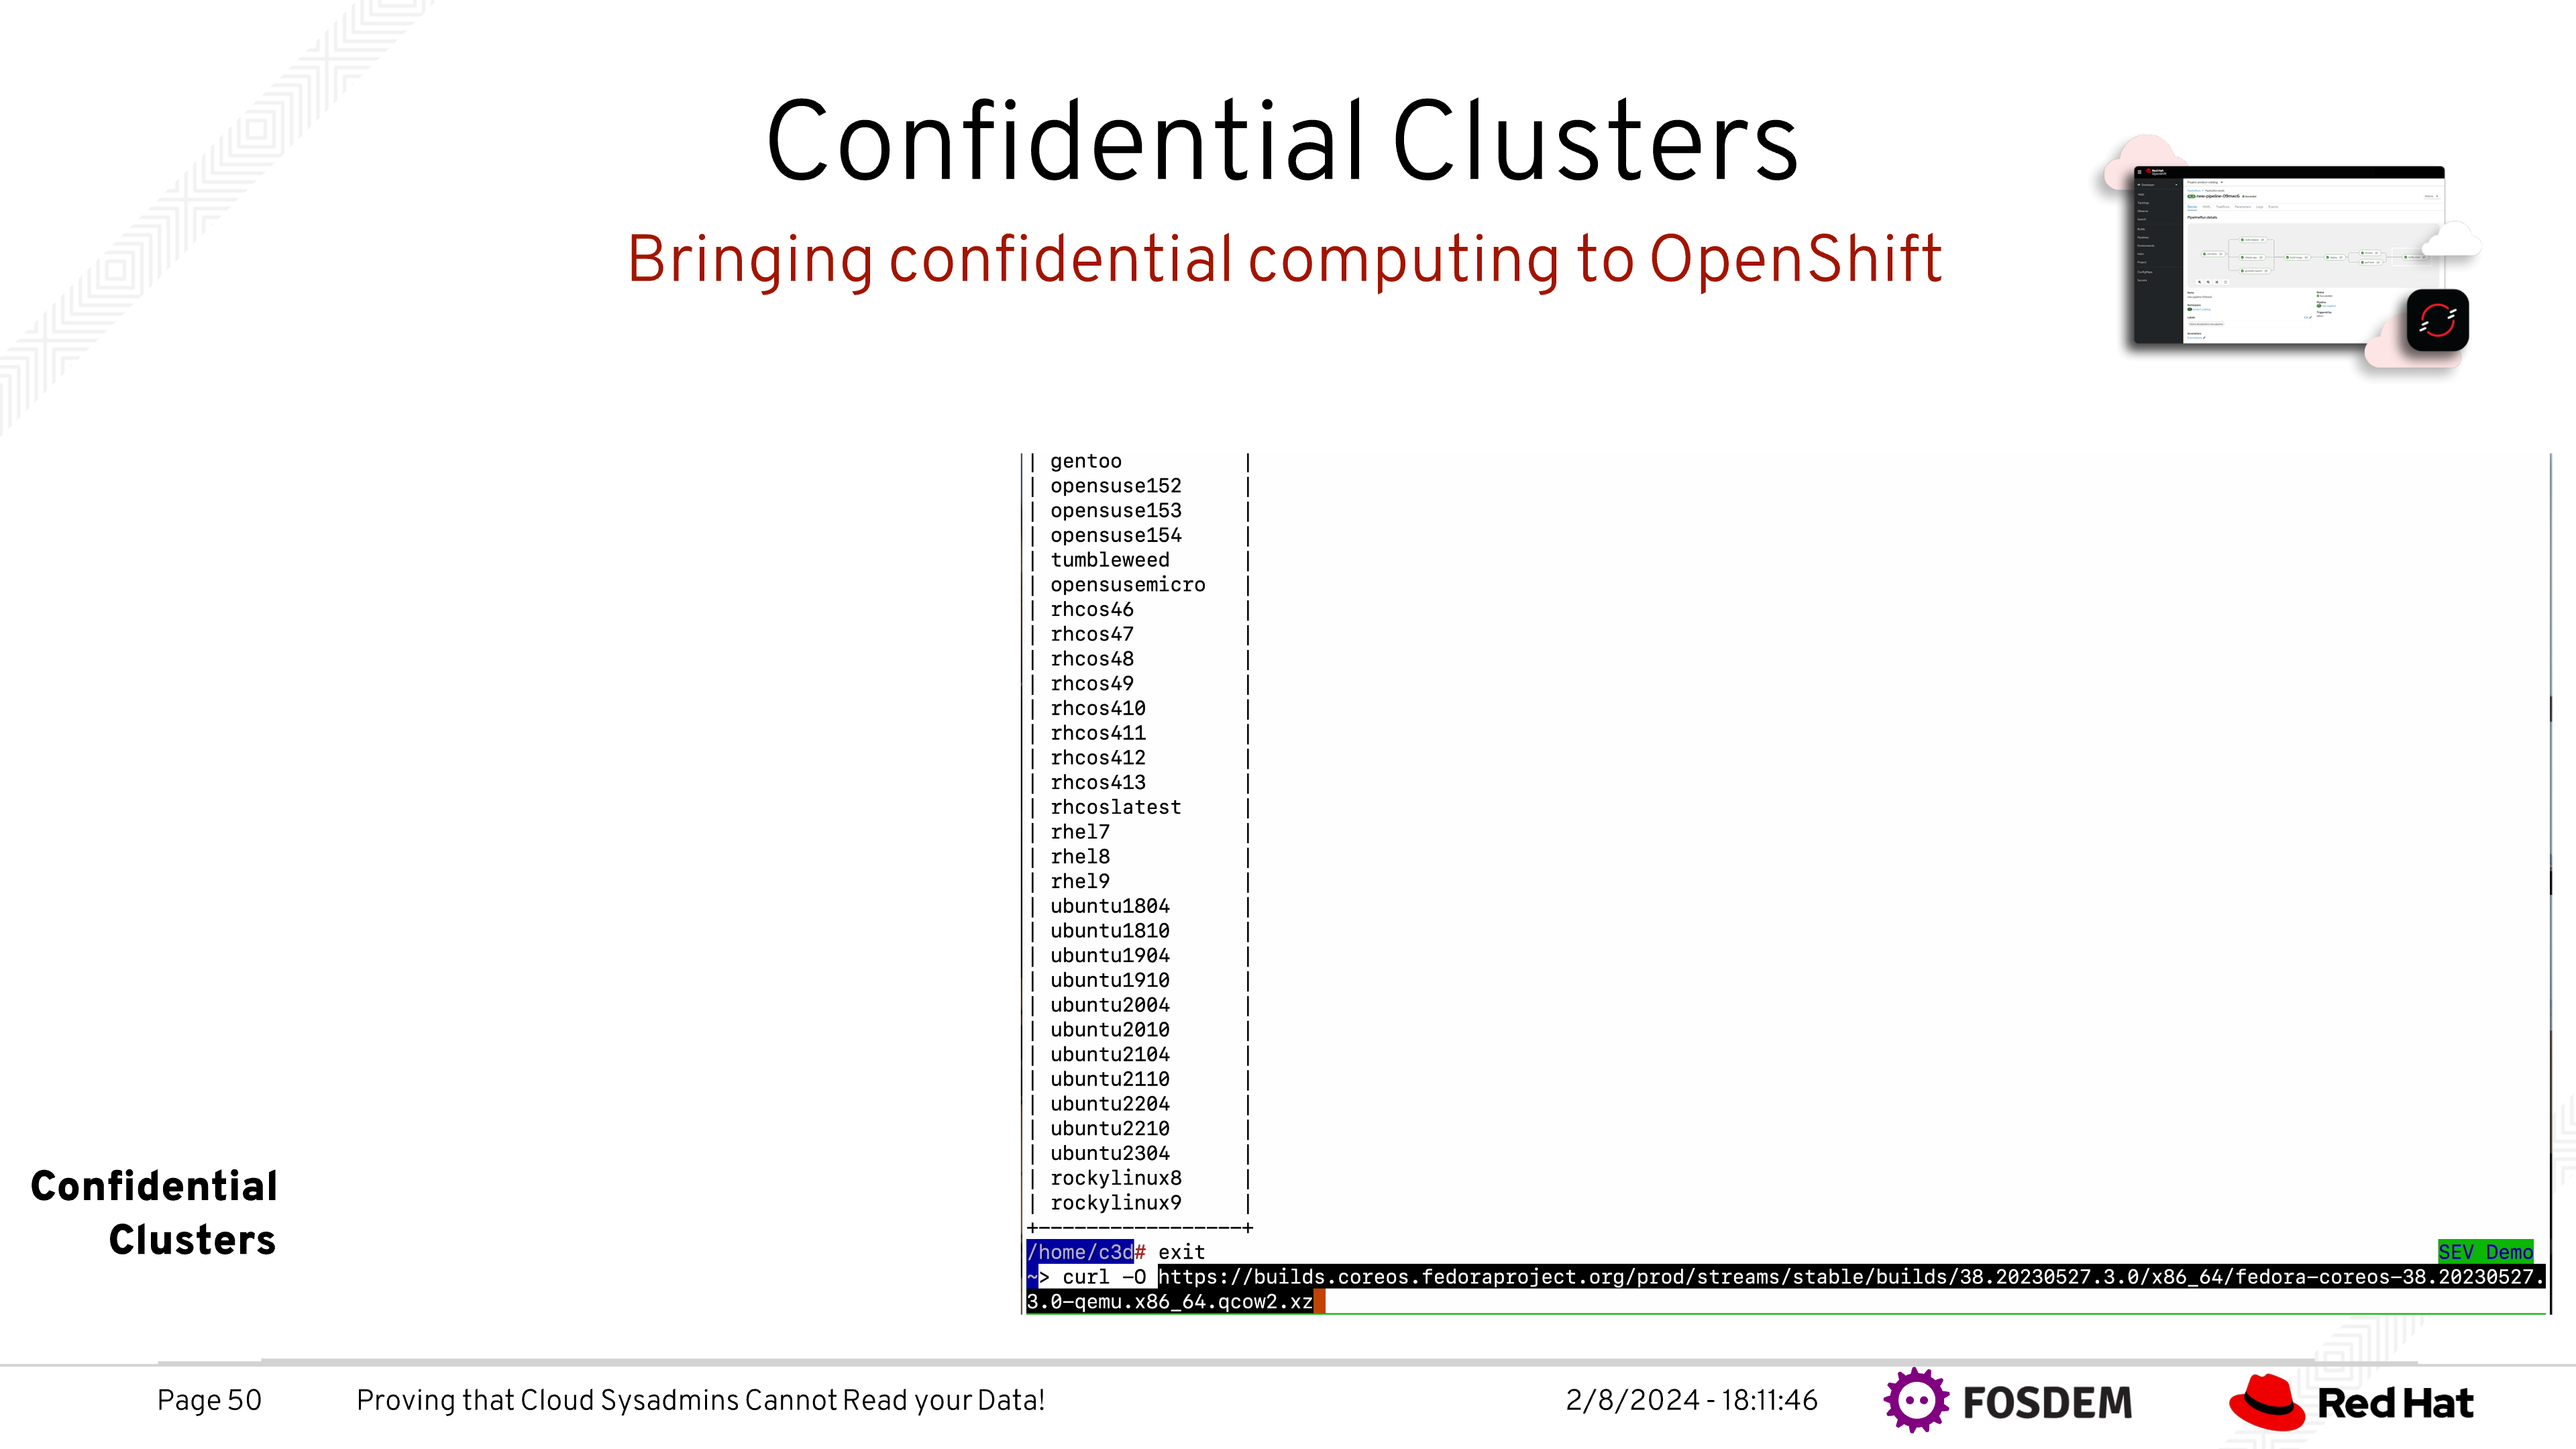 Confidential Clusters
Bringing confidential computing to OpenShift
| gentoo |
| opensuse152 |
| opensuse153 |
| opensuse154 |
| tumbleweed |
| opensusemicro |
| rhcos46 |
| rhcos47 |
| rhcos48 |
| rhcos49 |
| rhcos410 |
| rhcos411 |
| rhcos412 |
| rhcos413 |
| rhcoslatest |
| rhel7 |
| rhel8 |
| rhel9 |
| ubuntu1804 |
| ubuntu1810 |
| ubuntu1904 |
| ubuntu1910 |
| ubuntu2004 |
| ubuntu2010 |
| ubuntu2104 |
| ubuntu2110 |
| ubuntu2204 |
| ubuntu2210 |
| ubuntu2304 |
| rockylinux8 |
| rockylinux9 |
+-----------------+
/home/c3d# exit SEV Demo
~> curl -O https://builds.coreos.fedoraproject.org/prod/streams/stable/builds/38.20230527.3.0/x86_64/fedora-coreos-38.20230527.
3.0-qemu.x86_64.qcow2.xz
Confidential
Clusters
Page 50 Proving that Cloud Sysadmins Cannot Read your Data! 2/8/2024 - 18:11:46 FOSDEM Red Hat